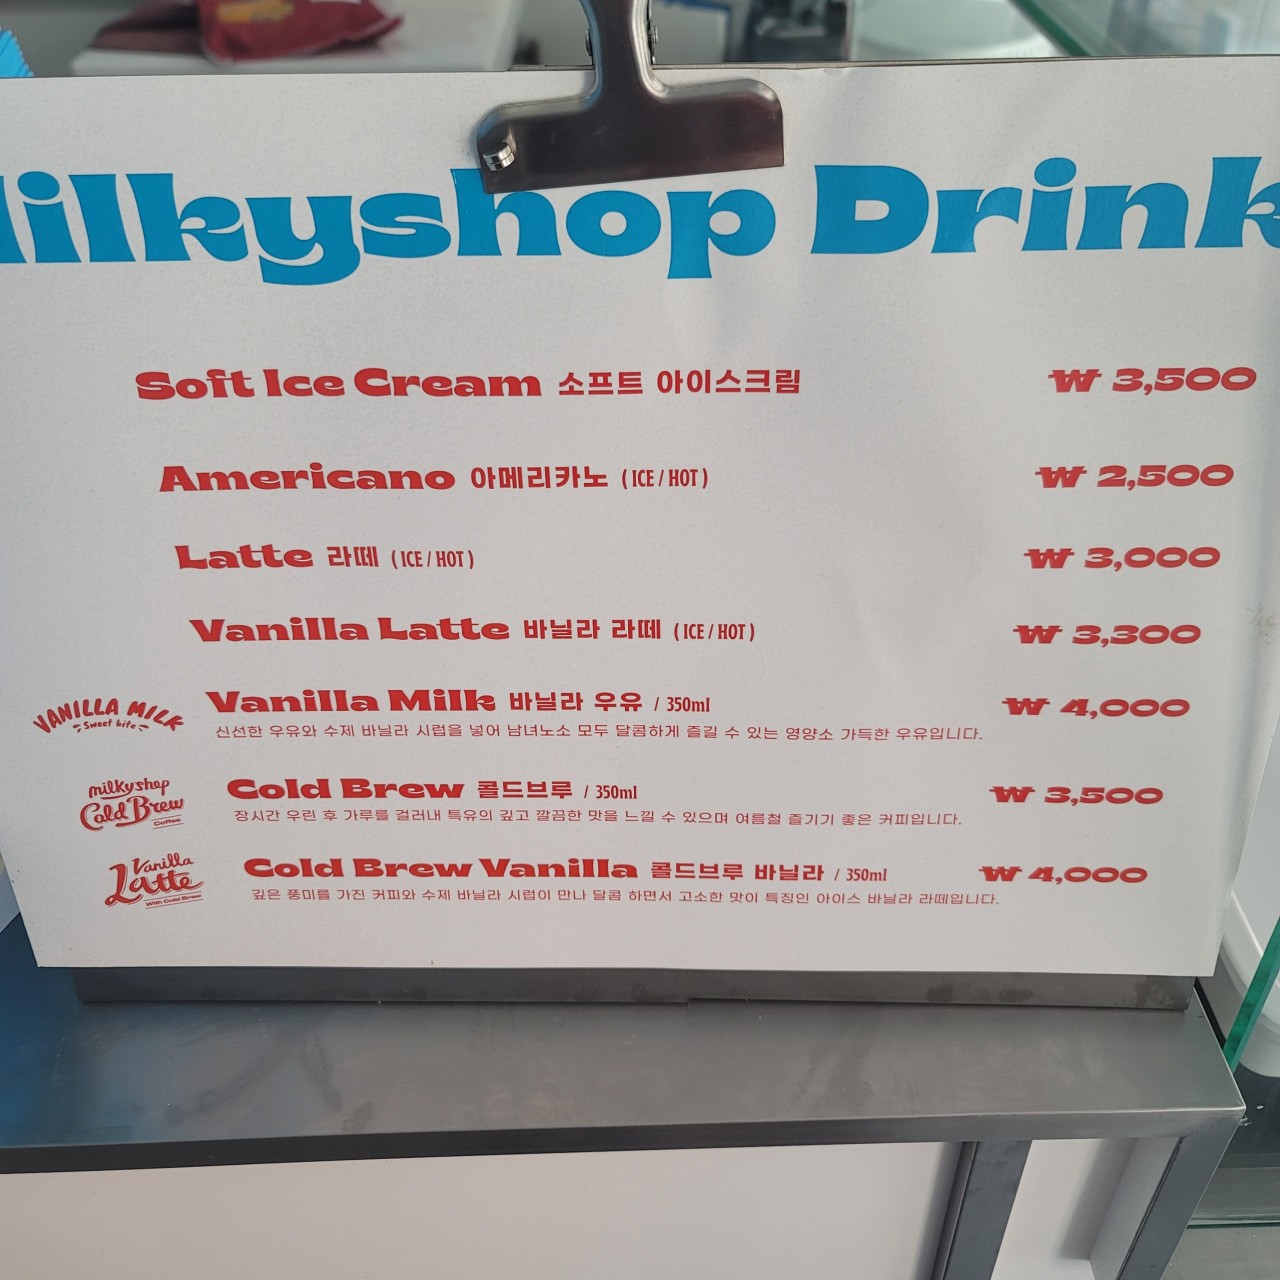 Milkyshop Drink
Soft Ice Cream 소프트 아이스크림 ₩ 3,500
Americano 아메리카노 ( ICE / HOT ) ₩ 2,500
Latte 라떼 ( ICE / HOT ) ₩ 3,000
Vanilla Latte 바닐라 라떼 ( ICE / HOT ) ₩ 3,300
VANILLA MILK
Sweet bite
Vanilla Milk 바닐라 우유 / 350ml ₩ 4,000
신선한 우유와 수제 바닐라 시럽을 넣어 남녀노소 모두 달콤하게 즐길 수 있는 영양소 가득한 우유입니다.
milkyshop
Cold Brew
Coffee
Cold Brew 콜드브루 / 350ml ₩ 3,500
장시간 우린 후 가루를 걸러내 특유의 깊고 깔끔한 맛을 느낄 수 있으며 여름철 즐기기 좋은 커피입니다.
Vanilla
Latte
With Cold Brew
Cold Brew Vanilla 콜드브루 바닐라 / 350ml ₩ 4,000
깊은 풍미를 가진 커피와 수제 바닐라 시럽이 만나 달콤 하면서 고소한 맛이 특징인 아이스 바닐라 라떼입니다.